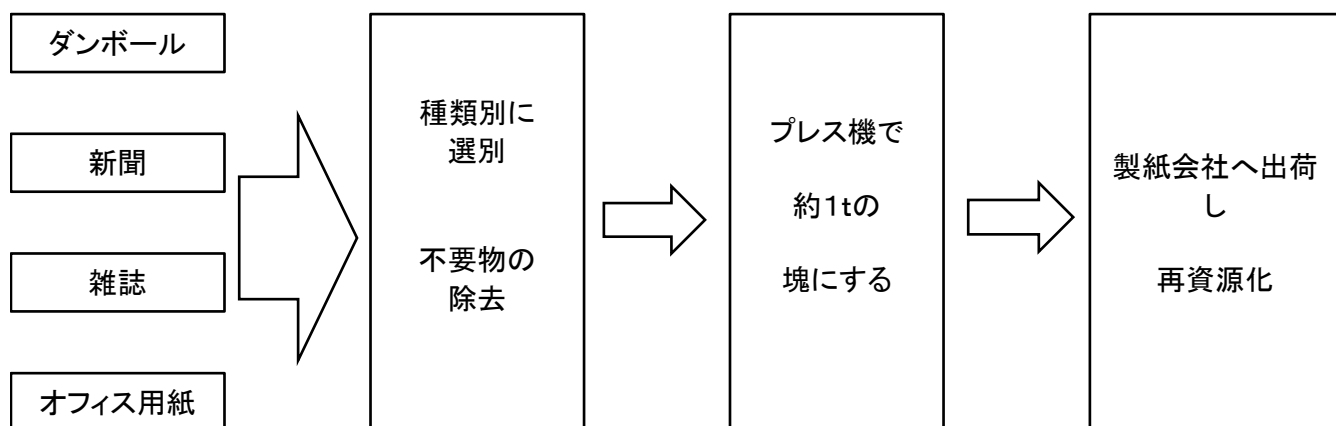 ダンボール
新聞
雑誌
オフィス用紙
種類別に
選別
不要物の
除去
プレス機で
約1tの
塊にする
製紙会社へ出荷
し
再資源化